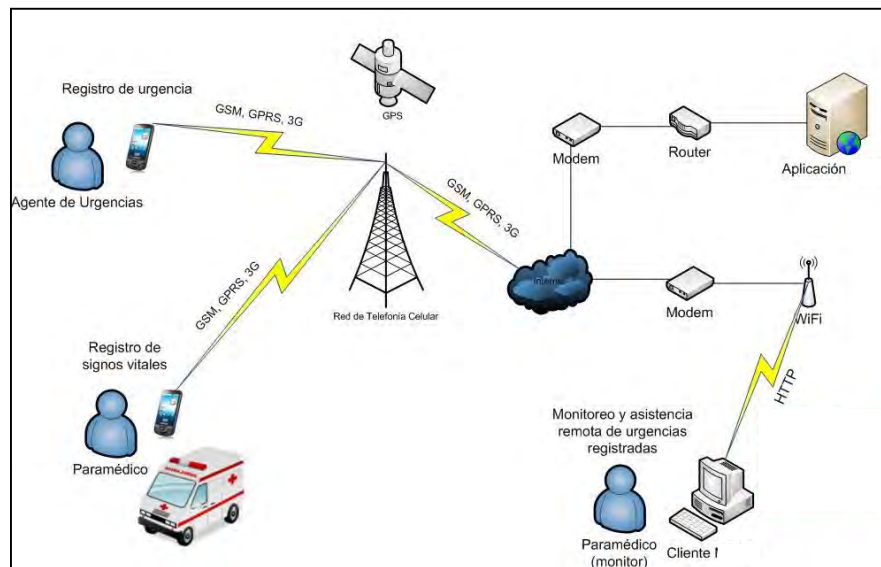 Registro de urgencia
GSM, GPRS, 3G
GPS
Agente de Urgencias
Modem
Router
Aplicación
GSM, GPRS, 3G
GSM, GPRS, 3G
Red de Telefonía Celular
Modem
WiFi
HTTP
Registro de
signos vitales
Paramédico
Monitoreo y asistencia
remota de urgencias
registradas
Paramédico
(monitor)
Cliente